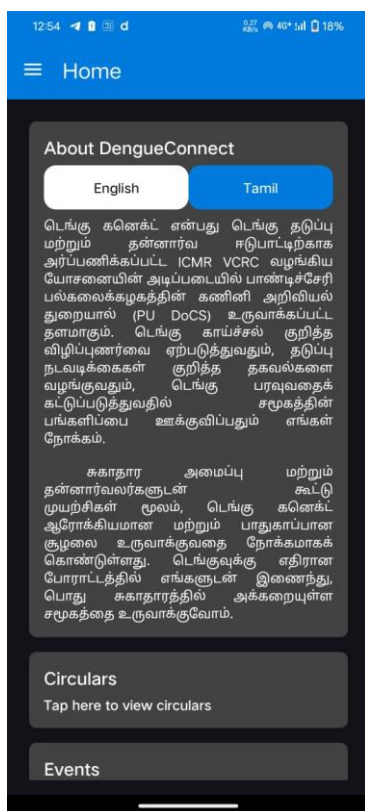 12:54 d 0.27 KB/s 4G+ 18%
Home
About DengueConnect
English Tamil
டெங்கு கனெக்ட் என்பது டெங்கு தடுப்பு
மற்றும் தன்னார்வ ஈடுபாட்டிற்காக
அர்ப்பணிக்கப்பட்ட ICMR VCRC வழங்கிய
யோசனையின் அடிப்படையில் பாண்டிச்சேரி
பல்கலைக்கழகத்தின் கணினி அறிவியல்
துறையால் (PU DoCS) உருவாக்கப்பட்ட
தளமாகும். டெங்கு காய்ச்சல் குறித்த
விழிப்புணர்வை ஏற்படுத்துவதும், தடுப்பு
நடவடிக்கைகள் குறித்த தகவல்களை
வழங்குவதும், டெங்கு பரவுவதைக்
கட்டுப்படுத்துவதில் சமூகத்தின்
பங்களிப்பை ஊக்குவிப்பதும் எங்கள்
நோக்கம்.
சுகாதார அமைப்பு மற்றும்
தன்னார்வலர்களுடன் கூட்டு
முயற்சிகள் மூலம், டெங்கு கனெக்ட்
ஆரோக்கியமான மற்றும் பாதுகாப்பான
சூழலை உருவாக்குவதை நோக்கமாகக்
கொண்டுள்ளது. டெங்குவுக்கு எதிரான
போராட்டத்தில் எங்களுடன் இணைந்து,
பொது சுகாதாரத்தில் அக்கறையுள்ள
சமூகத்தை உருவாக்குவோம்.
Circulars
Tap here to view circulars
Events